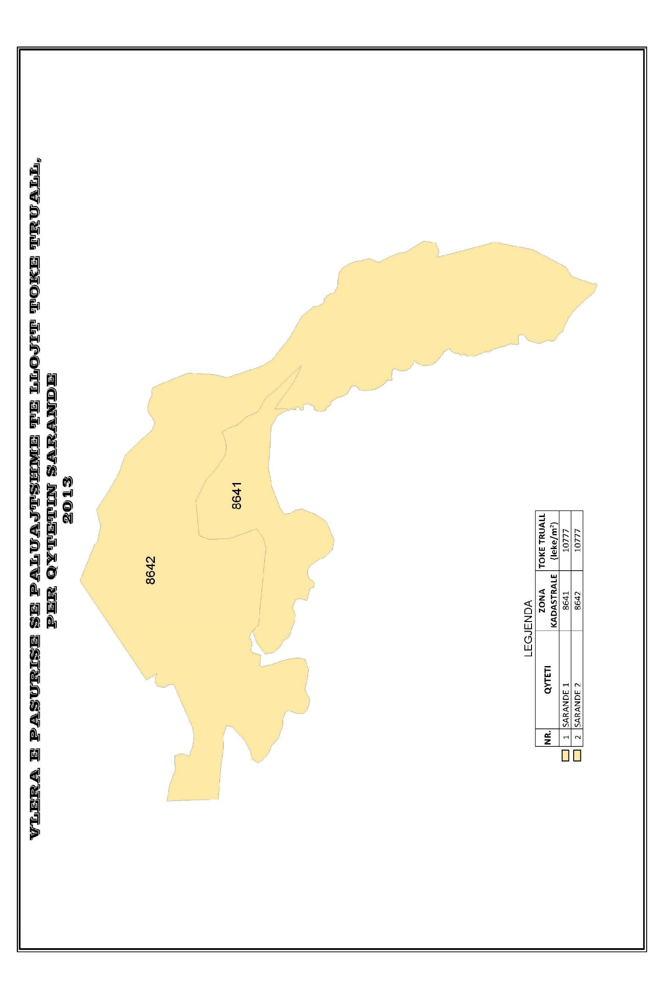 VLERA E PASURISE SE PALUAJTSHME TE LLOJIT TOKE TRUALL,
PER QYTETIN SARANDE
2013
8642
8641
LEGJENDA
NR. QYTETI ZONA KADASTRALE TOKE TRUALL (leke/m²)
1 SARANDE 1 8641 10777
2 SARANDE 2 8642 10777